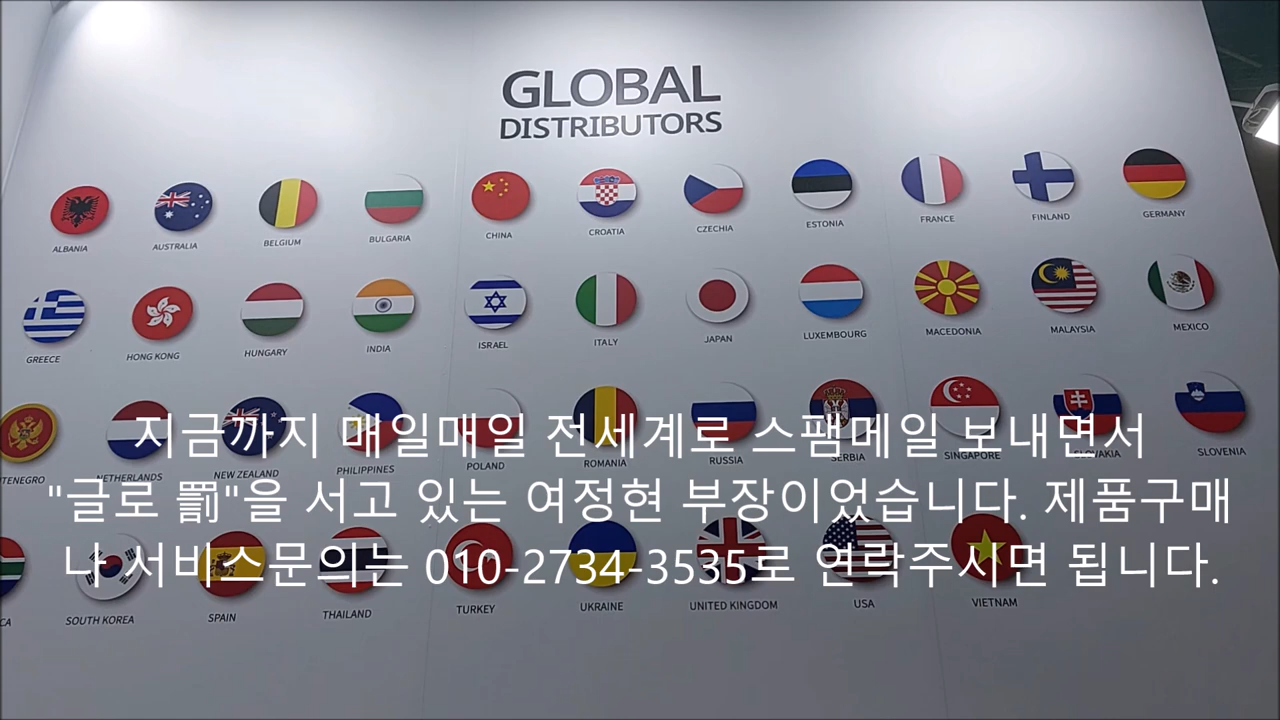 GLOBAL
DISTRIBUTORS
ALBANIA AUSTRALIA BELGIUM BULGARIA CHINA CROATIA CZECHIA ESTONIA FRANCE FINLAND GERMANY
GREECE HONG KONG HUNGARY INDIA ISRAEL ITALY JAPAN LUXEMBOURG MACEDONIA MALAYSIA MEXICO
TENEGRO NETHERLANDS NEW ZEALAND PHILIPPINES POLAND ROMANIA RUSSIA SERBIA SINGAPORE SLOVAKIA SLOVENIA
CA SOUTH KOREA SPAIN THAILAND TURKEY UKRAINE UNITED KINGDOM USA VIETNAM
지금까지 매일매일 전세계로 스팸메일 보내면서
"글로 罰"을 서고 있는 여정현 부장이었습니다. 제품구매
나 서비스문의는 010-2734-3535로 연락주시면 됩니다.